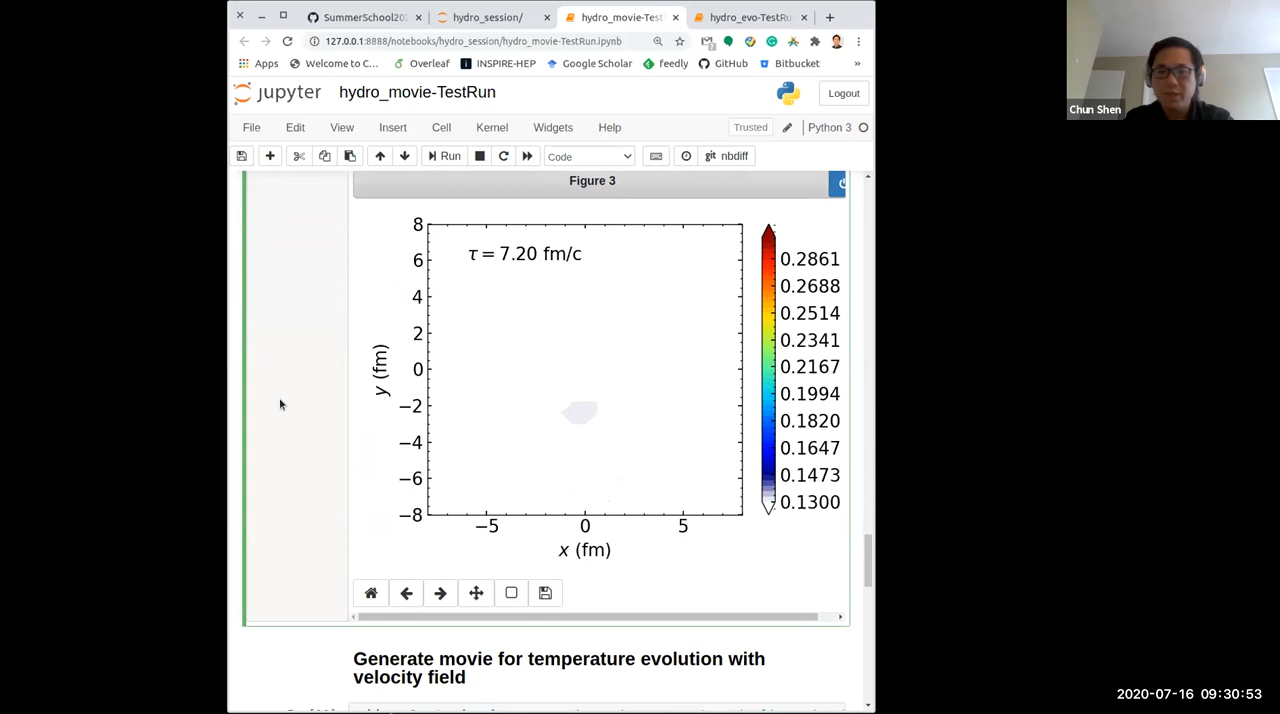 SummerSchool202
hydro_session/
hydro_movie-Test
hydro_evo-TestRu
127.0.0.1:8888/notebooks/hydro_session/hydro_movie-TestRun.ipynb
Apps
Welcome to C...
Overleaf
INSPIRE-HEP
Google Scholar
feedly
GitHub
Bitbucket
jupyter
hydro_movie-TestRun
Logout
File
Edit
View
Insert
Cell
Kernel
Widgets
Help
Trusted
Python 3
Run
Code
git nbdiff
Figure 3
8
6
4
2
0
−2
−4
−6
−8
y (fm)
τ = 7.20 fm/c
−5
0
5
x (fm)
0.2861
0.2688
0.2514
0.2341
0.2167
0.1994
0.1820
0.1647
0.1473
0.1300
Generate movie for temperature evolution with
velocity field
Chun Shen
2020-07-16 09:30:53